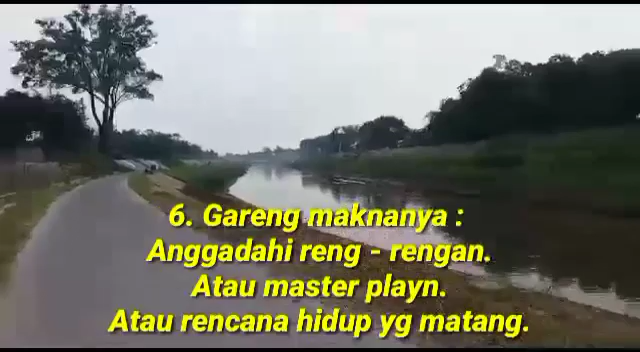 6. Gareng maknanya :
Anggadahi reng - rengan.
Atau master playn.
Atau rencana hidup yg matang.